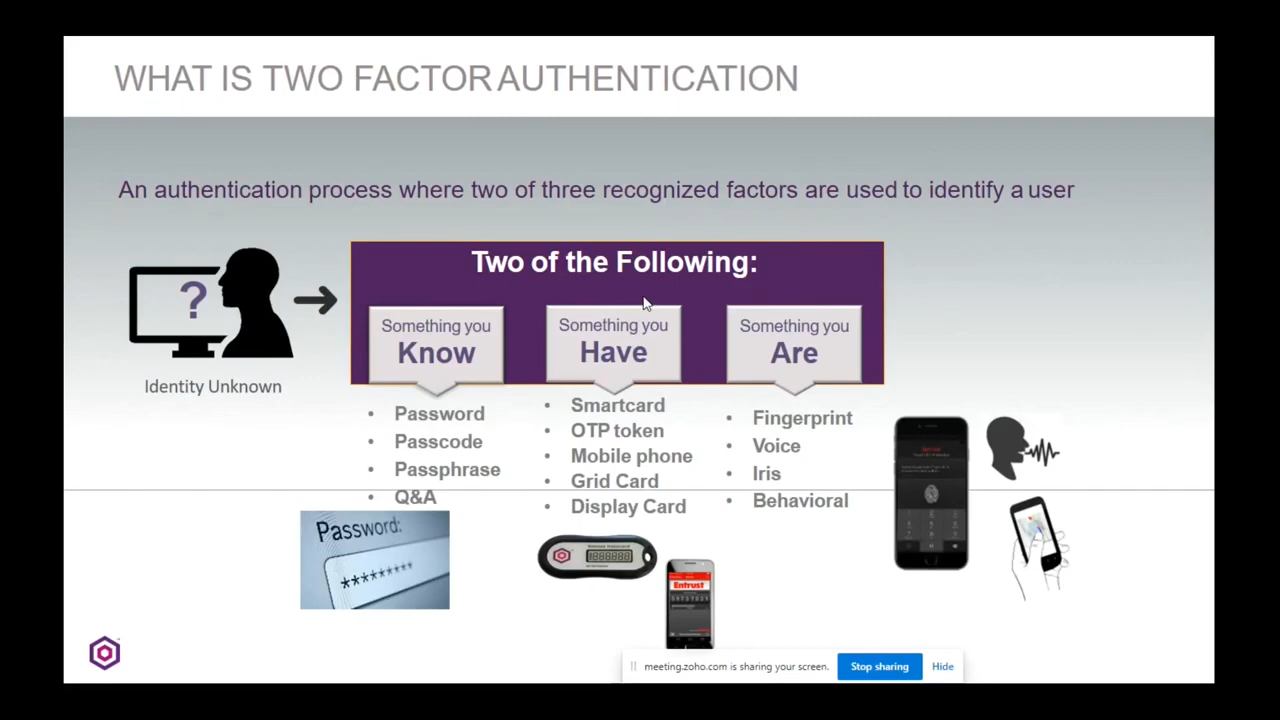 WHAT IS TWO FACTOR AUTHENTICATION
An authentication process where two of three recognized factors are used to identify a user
?
Identity Unknown
Two of the Following:
Something you
Know
Something you
Have
Something you
Are
• Password
• Passcode
• Passphrase
• Q&A
• Smartcard
• OTP token
• Mobile phone
• Grid Card
• Display Card
• Fingerprint
• Voice
• Iris
• Behavioral
Password:
*********
Entrust
meeting.zoho.com is sharing your screen.
Stop sharing
Hide